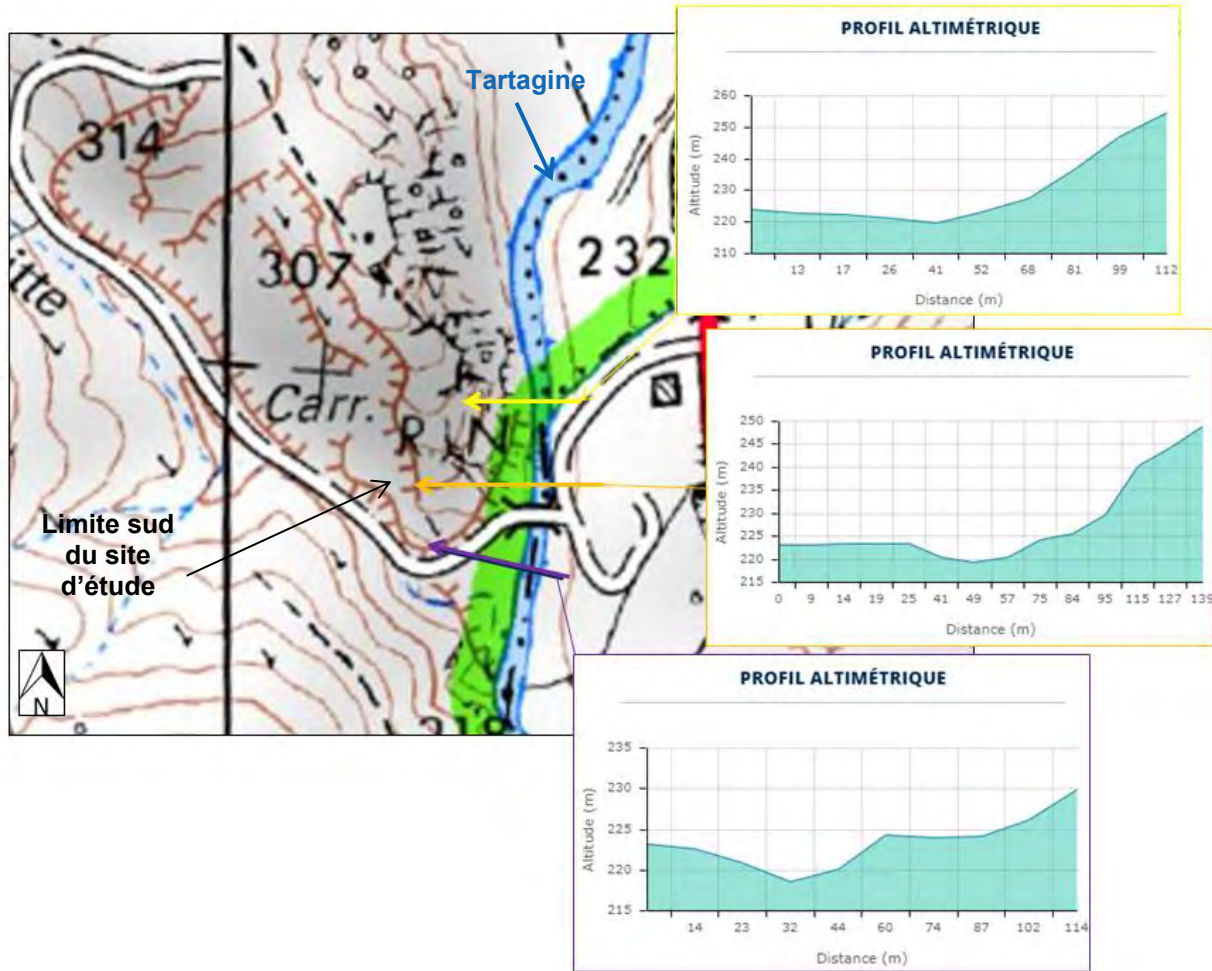 Tartagine
314
307
232
itte
Carr.
R
N
Limite sud
du site
d'étude
N
PROFIL ALTIMÉTRIQUE
Altitude (m)
260
250
240
230
220
210
13 17 26 41 52 68 81 99 112
Distance (m)
PROFIL ALTIMÉTRIQUE
Altitude (m)
250
245
240
235
230
225
220
215
0 9 14 19 25 41 49 57 75 84 95 115 127 139
Distance (m)
PROFIL ALTIMÉTRIQUE
Altitude (m)
235
230
225
220
215
14 23 32 44 60 74 87 102 114
Distance (m)